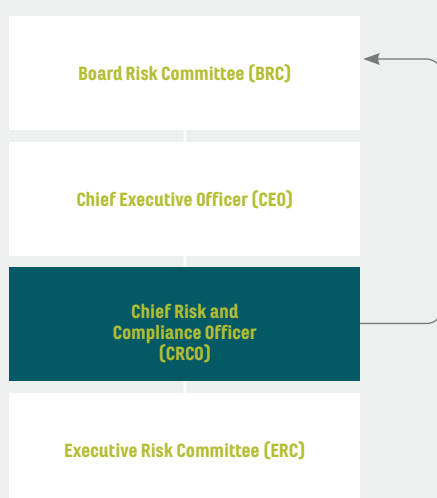 Board Risk Committee (BRC)
Chief Executive Officer (CEO)
Chief Risk and
Compliance Officer
(CRCO)
Executive Risk Committee (ERC)